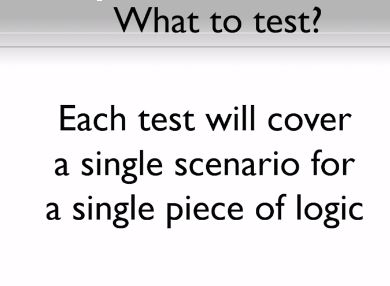 What to test?
Each test will cover
a single scenario for
a single piece of logic